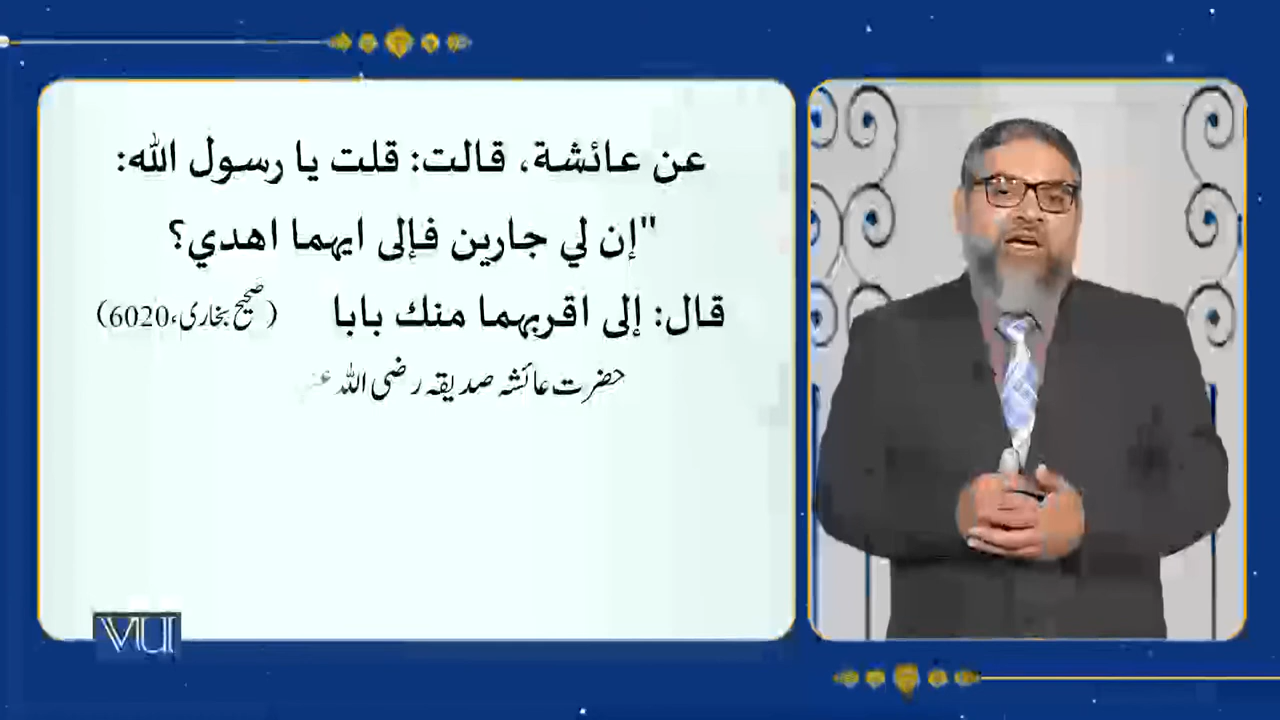 عن عائشة، قالت: قلت يا رسول الله:
"إن لي جارين فإلى ايهما اهدي؟
قال: إلى اقربهما منك بابا (صحیح بخاری،6020)
حضرت عائشہ صدیقہ رضی اللہ
VU